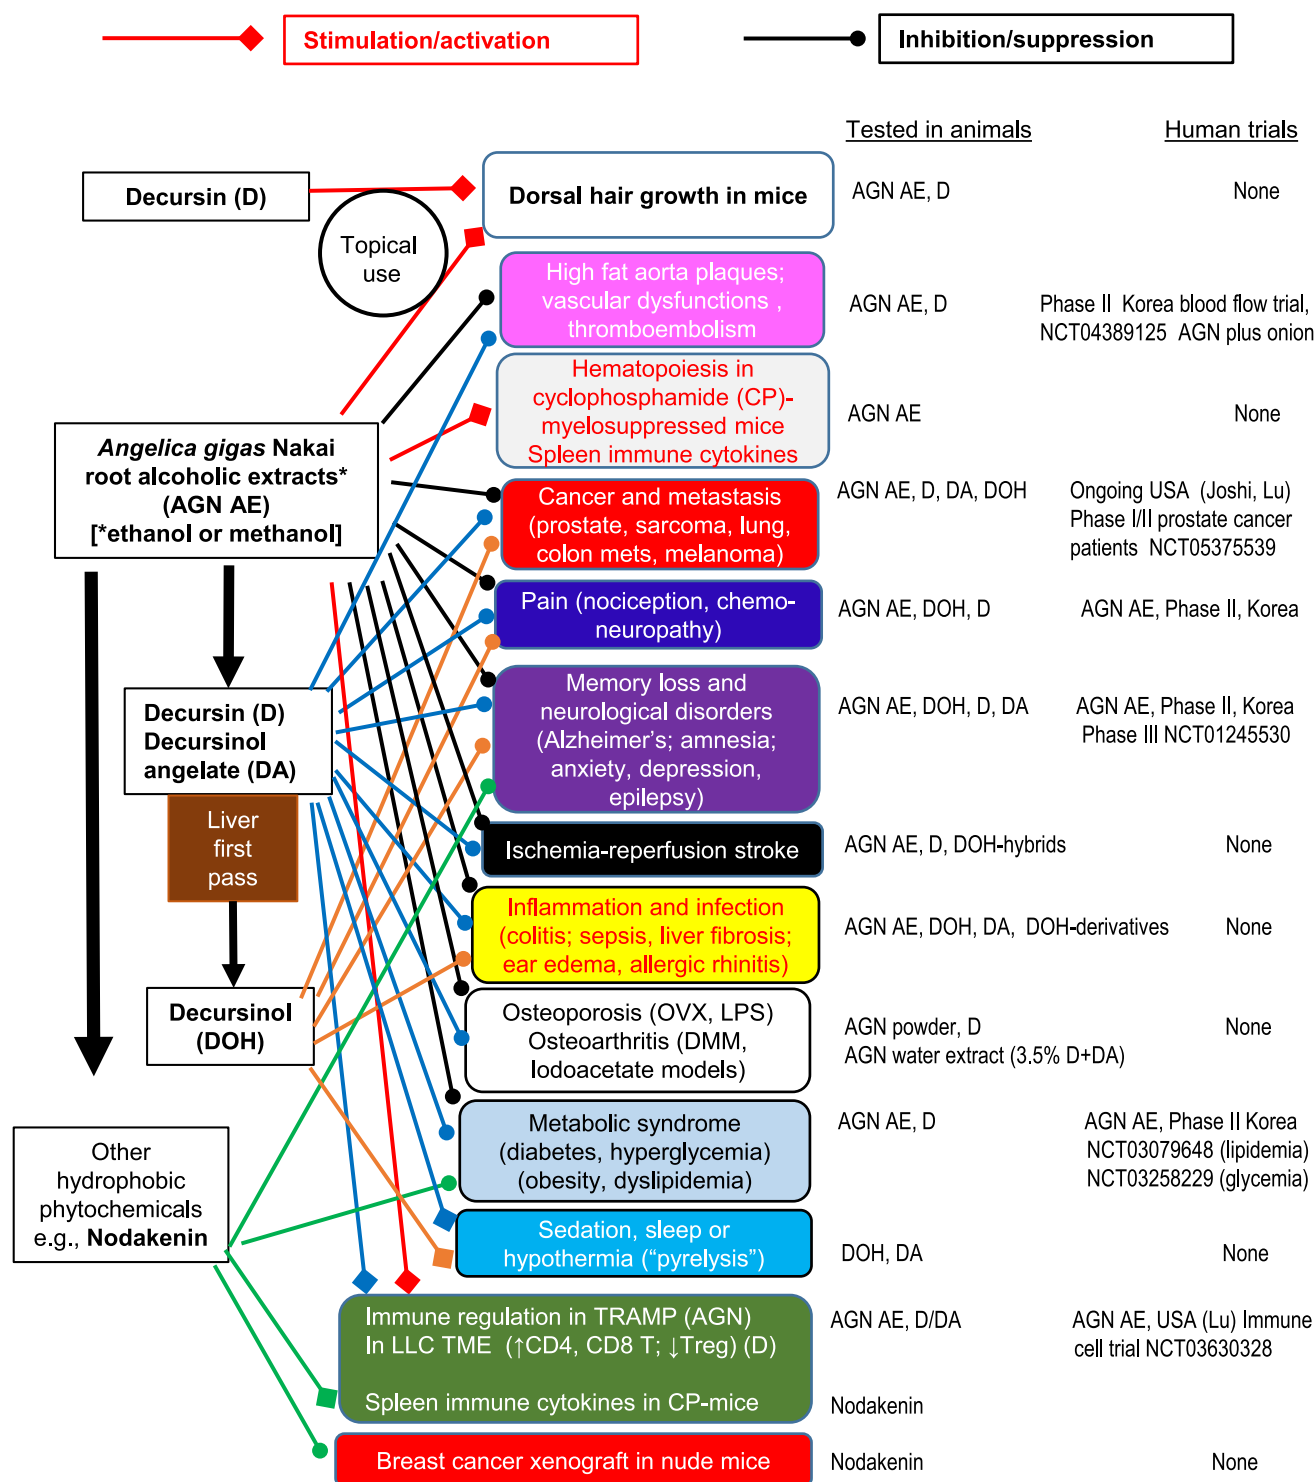 Stimulation/activation
Inhibition/suppression
Tested in animals
Human trials
Decursin (D)
Topical
use
Dorsal hair growth in mice
AGN AE, D
None
High fat aorta plaques;
vascular dysfunctions ,
thromboembolism
AGN AE, D
Phase II Korea blood flow trial,
NCT04389125 AGN plus onion
Hematopoiesis in
cyclophosphamide (CP)-
myelosuppressed mice
Spleen immune cytokines
AGN AE
None
Angelica gigas Nakai
root alcoholic extracts*
(AGN AE)
[*ethanol or methanol]
Cancer and metastasis
(prostate, sarcoma, lung,
colon mets, melanoma)
AGN AE, D, DA, DOH
Ongoing USA (Joshi, Lu)
Phase I/II prostate cancer
patients NCT05375539
Pain (nociception, chemo-
neuropathy)
AGN AE, DOH, D
AGN AE, Phase II, Korea
Decursin (D)
Decursinol
angelate (DA)
Memory loss and
neurological disorders
(Alzheimer's; amnesia;
anxiety, depression,
epilepsy)
AGN AE, DOH, D, DA
AGN AE, Phase II, Korea
Phase III NCT01245530
Liver
first
pass
Ischemia-reperfusion stroke
AGN AE, D, DOH-hybrids
None
Inflammation and infection
(colitis; sepsis, liver fibrosis;
ear edema, allergic rhinitis)
AGN AE, DOH, DA, DOH-derivatives
None
Decursinol
(DOH)
Osteoporosis (OVX, LPS)
Osteoarthritis (DMM,
Iodoacetate models)
AGN powder, D
AGN water extract (3.5% D+DA)
None
Other
hydrophobic
phytochemicals
e.g., Nodakenin
Metabolic syndrome
(diabetes, hyperglycemia)
(obesity, dyslipidemia)
AGN AE, D
AGN AE, Phase II Korea
NCT03079648 (lipidemia)
NCT03258229 (glycemia)
Sedation, sleep or
hypothermia ("pyrelysis")
DOH, DA
None
Immune regulation in TRAMP (AGN)
In LLC TME (↑CD4, CD8 T; ↓Treg) (D)
Spleen immune cytokines in CP-mice
AGN AE, D/DA
AGN AE, USA (Lu) Immune
cell trial NCT03630328
Nodakenin
Breast cancer xenograft in nude mice
Nodakenin
None